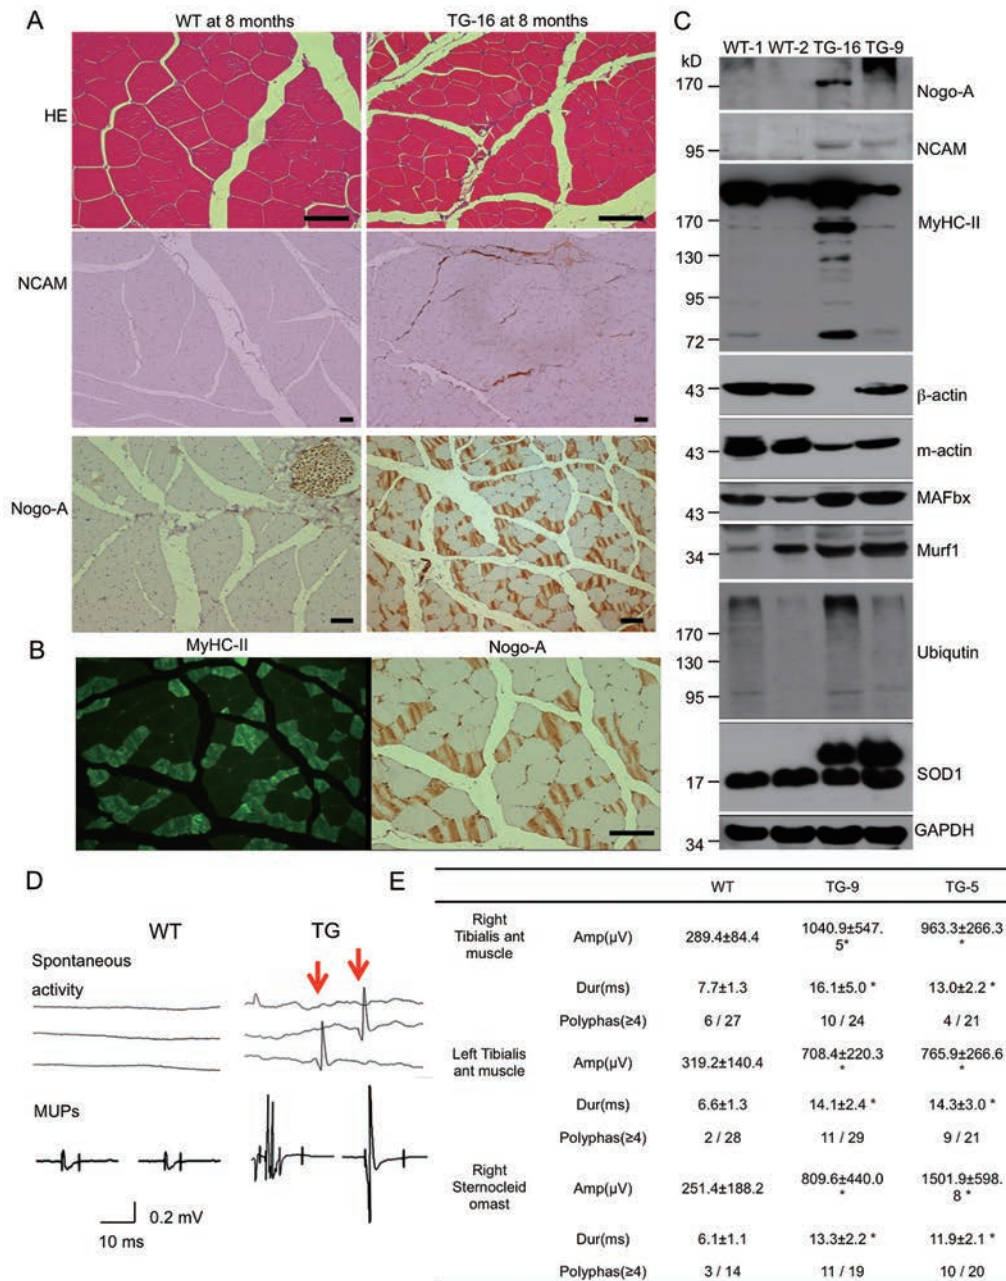 A
WT at 8 months
TG-16 at 8 months
HE
NCAM
Nogo-A
B
MyHC-II
Nogo-A
C
WT-1 WT-2 TG-16 TG-9
kD
170
Nogo-A
95
NCAM
MyHC-II
170
130
95
72
43
β-actin
43
m-actin
MAFbx
43
34
Murf1
170
Ubiqutin
130
95
17
SOD1
34
GAPDH
D
WT
TG
Spontaneous
activity
MUPs
0.2 mV
10 ms
E
WT TG-9 TG-5
Right
Tibialis ant
muscle
Amp(µV) 289.4±84.4 1040.9±547.
5* 963.3±266.3
*
Dur(ms) 7.7±1.3 16.1±5.0 * 13.0±2.2 *
Polyphas(≥4) 6 / 27 10 / 24 4 / 21
Left Tibialis
ant muscle
Amp(µV) 319.2±140.4 708.4±220.3
* 765.9±266.6
*
Dur(ms) 6.6±1.3 14.1±2.4 * 14.3±3.0 *
Polyphas(≥4) 2 / 28 11 / 29 9 / 21
Right
Sternocleid
omast
Amp(µV) 251.4±188.2 809.6±440.0
* 1501.9±598.
8 *
Dur(ms) 6.1±1.1 13.3±2.2 * 11.9±2.1 *
Polyphas(≥4) 3 / 14 11 / 19 10 / 20